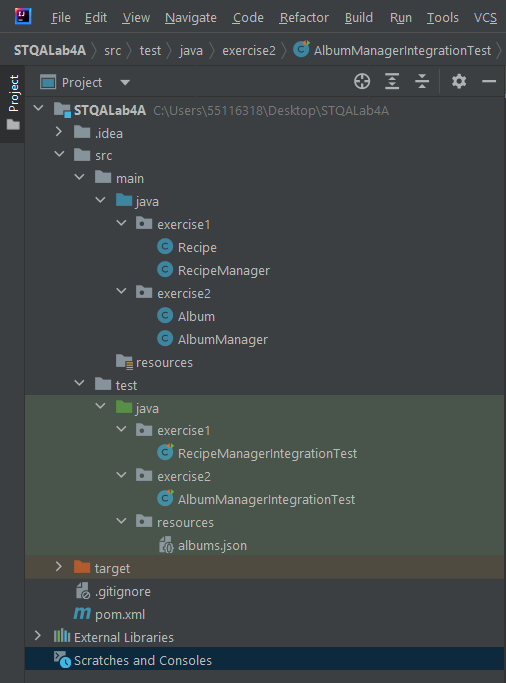 File Edit View Navigate Code Refactor Build Run Tools VCS
STQALab4A src test java exercise2 AlbumManagerIntegrationTest
Project
Project
STQALab4A C:\Users\55116318\Desktop\STQALab4A
.idea
src
main
java
exercise1
Recipe
RecipeManager
exercise2
Album
AlbumManager
resources
test
java
exercise1
RecipeManagerIntegrationTest
exercise2
AlbumManagerIntegrationTest
resources
albums.json
target
.gitignore
pom.xml
External Libraries
Scratches and Consoles